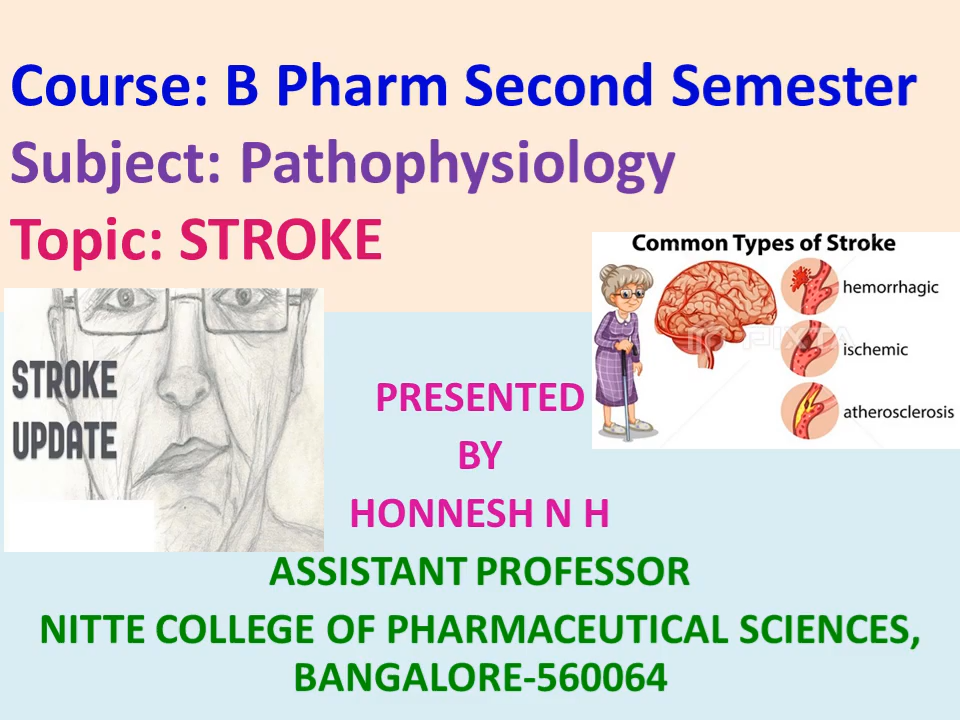 Course: B Pharm Second Semester
Subject: Pathophysiology
Topic: STROKE
Common Types of Stroke
hemorrhagic
ischemic
atherosclerosis
PIXTA
STROKE
UPDATE
PRESENTED
BY
HONNESH N H
ASSISTANT PROFESSOR
NITTE COLLEGE OF PHARMACEUTICAL SCIENCES,
BANGALORE-560064